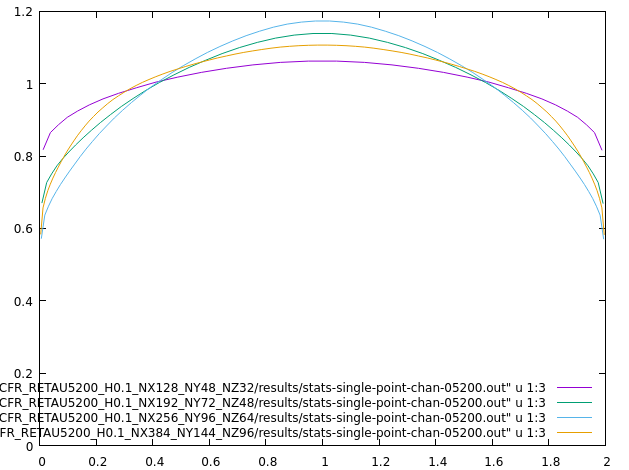 1.2
1
0.8
0.6
0.4
0.2
CFR_RETAU5200_H0.1_NX128_NY48_NZ32/results/stats-single-point-chan-05200.out" u 1:3
CFR_RETAU5200_H0.1_NX192_NY72_NZ48/results/stats-single-point-chan-05200.out" u 1:3
CFR_RETAU5200_H0.1_NX256_NY96_NZ64/results/stats-single-point-chan-05200.out" u 1:3
FR_RETAU5200_H0.1_NX384_NY144_NZ96/results/stats-single-point-chan-05200.out" u 1:3
0
0 0.2 0.4 0.6 0.8 1 1.2 1.4 1.6 1.8 2